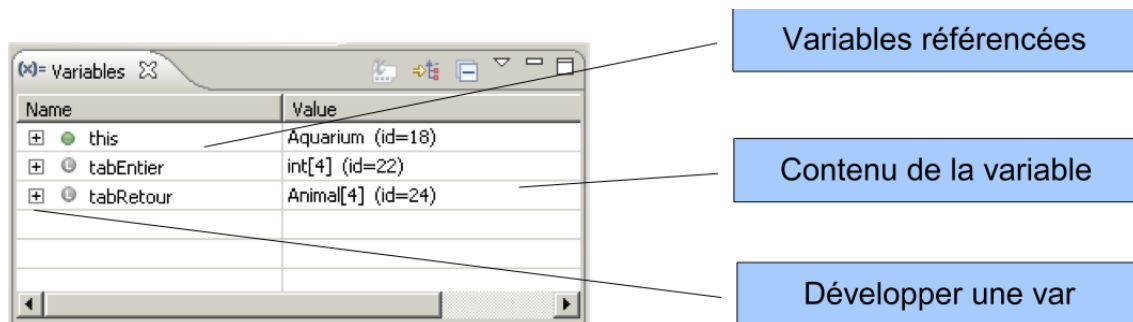 Variables référencées
(x)= Variables
Name Value
this Aquarium (id=18)
L tabEntier int[4] (id=22)
L tabRetour Animal[4] (id=24)
Contenu de la variable
Développer une var